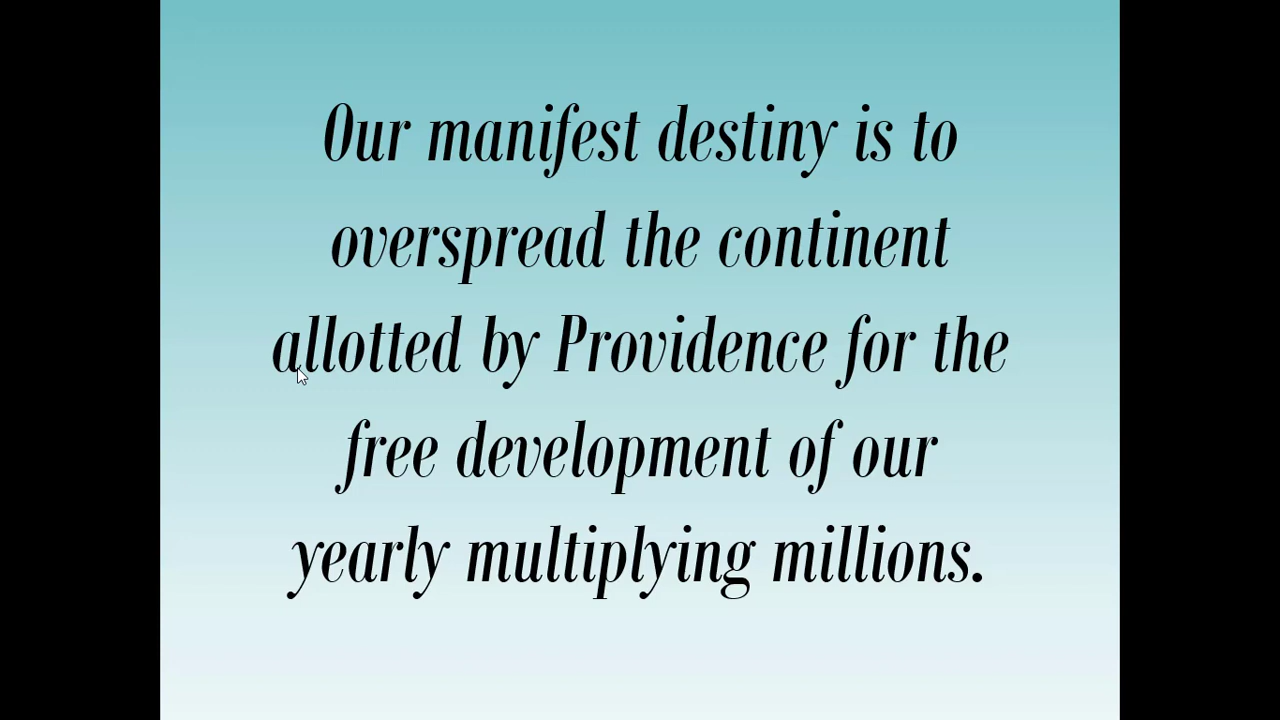 Our manifest destiny is to
overspread the continent
allotted by Providence for the
free development of our
yearly multiplying millions.